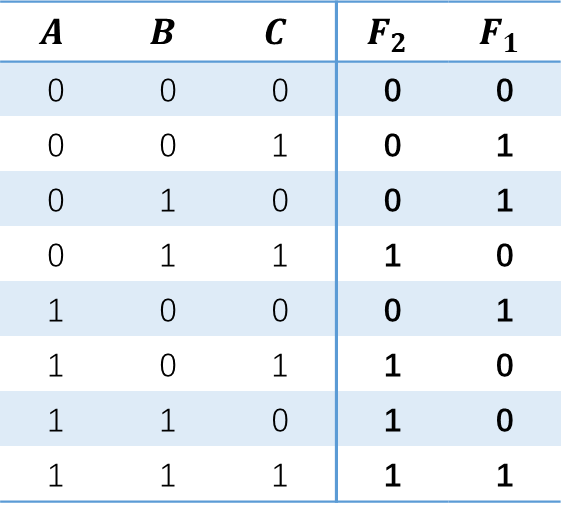 A B C F₂ F₁
0 0 0 0 0
0 0 1 0 1
0 1 0 0 1
0 1 1 1 0
1 0 0 0 1
1 0 1 1 0
1 1 0 1 0
1 1 1 1 1